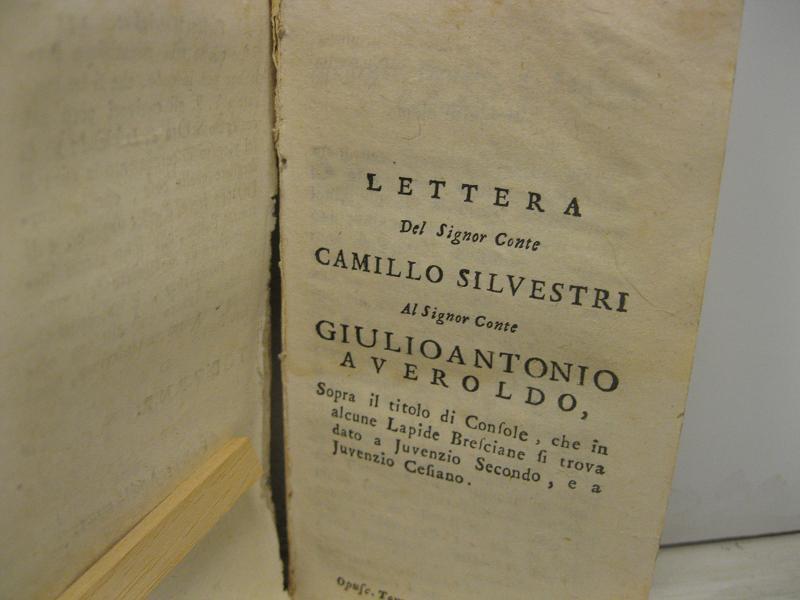 LETTERA
Del Signor Conte
CAMILLO SILVESTRI
Al Signor Conte
GIULIOANTONIO
AVEROLDO,
Sopra il titolo di Conſole, che in
alcune Lapide Breſciane ſi trova
dato a Juvenzio Secondo, e a
Juvenzio Ceſiano.
Opuſc.